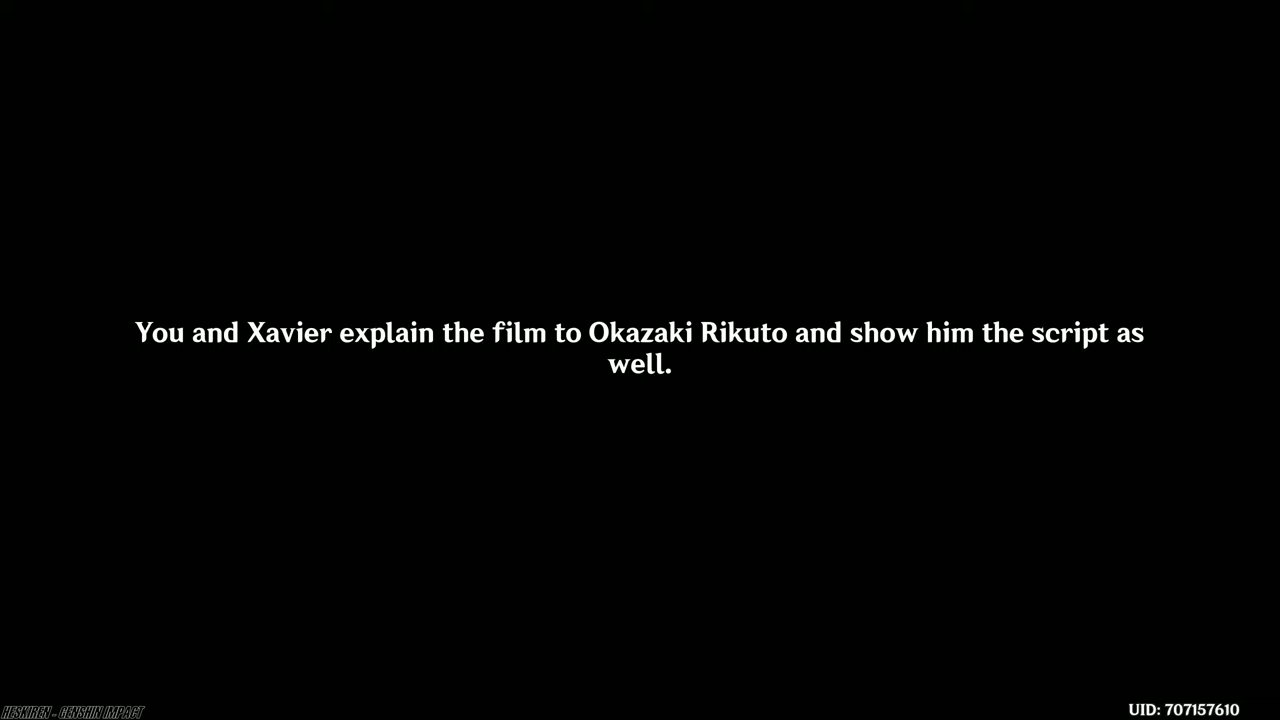 You and Xavier explain the film to Okazaki Rikuto and show him the script as
well.
HESKIREN - GENSHIN IMPACT
UID: 707157610